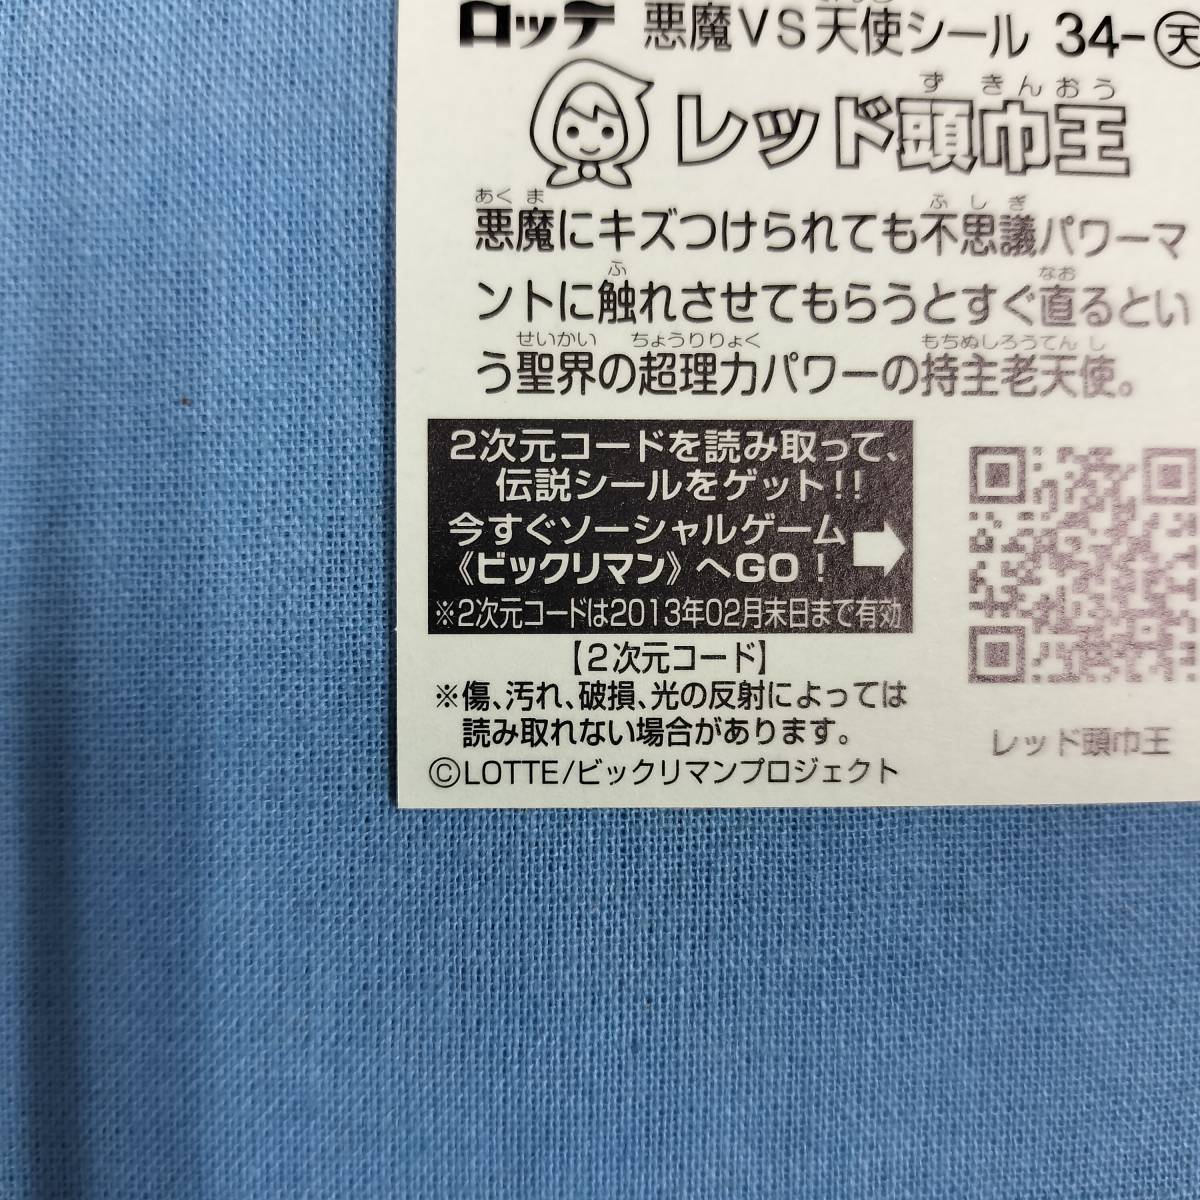 ロッテ 悪魔VS天使シール 34-天
ずきんおう
レッド頭巾王
あくま ふしぎ
悪魔にキズつけられても不思議パワーマ
ふ なお
ントに触れさせてもらうとすぐ直るとい
せいかい ちょうりりょく もちぬしろうてんし
う聖界の超理力パワーの持主老天使。
2次元コードを読み取って、
伝説シールをゲット!!
今すぐソーシャルゲーム
《ビックリマン》へGO!
※2次元コードは2013年02月末日まで有効
【2次元コード】
※傷、汚れ、破損、光の反射によっては
読み取れない場合があります。
レッド頭巾王
©LOTTE/ビックリマンプロジェクト